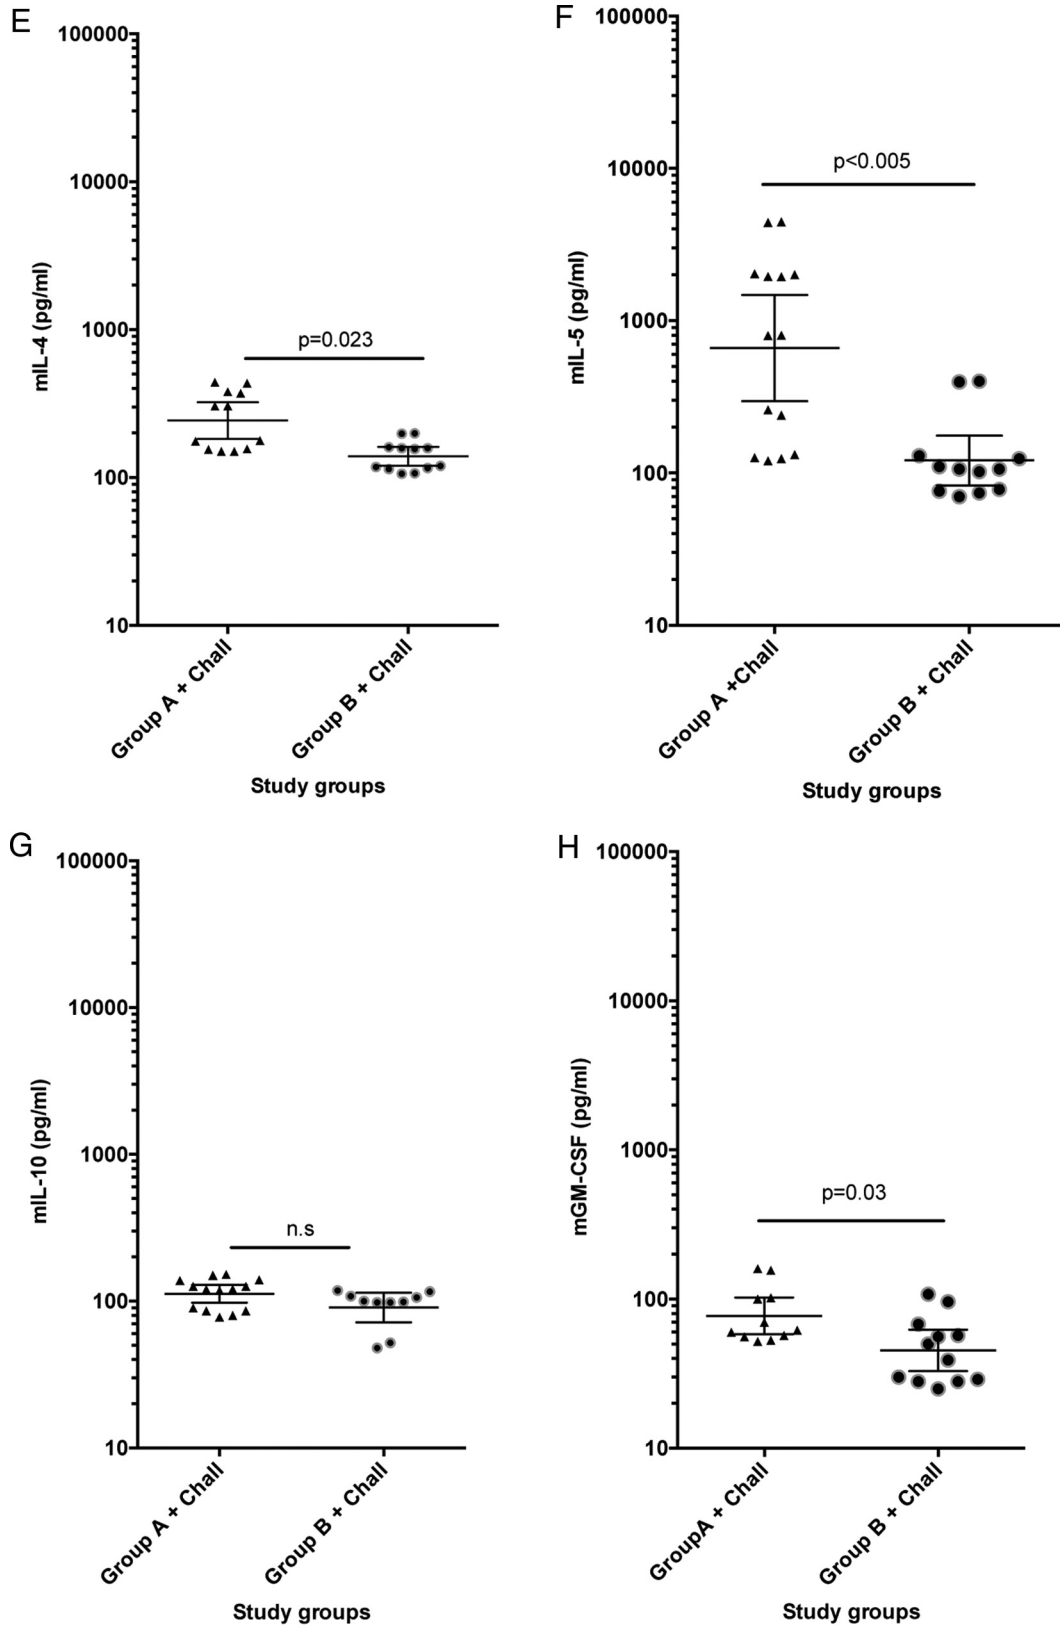 E
100000
10000
1000
100
10
mIL-4 (pg/ml)
p=0.023
Group A + Chall
Group B + Chall
Study groups
F
100000
10000
1000
100
10
mIL-5 (pg/ml)
p<0.005
Group A +Chall
Group B + Chall
Study groups
G
100000
10000
1000
100
10
mIL-10 (pg/ml)
n.s
Group A + Chall
Group B + Chall
Study groups
H
100000
10000
1000
100
10
mGM-CSF (pg/ml)
p=0.03
GroupA + Chall
Group B + Chall
Study groups